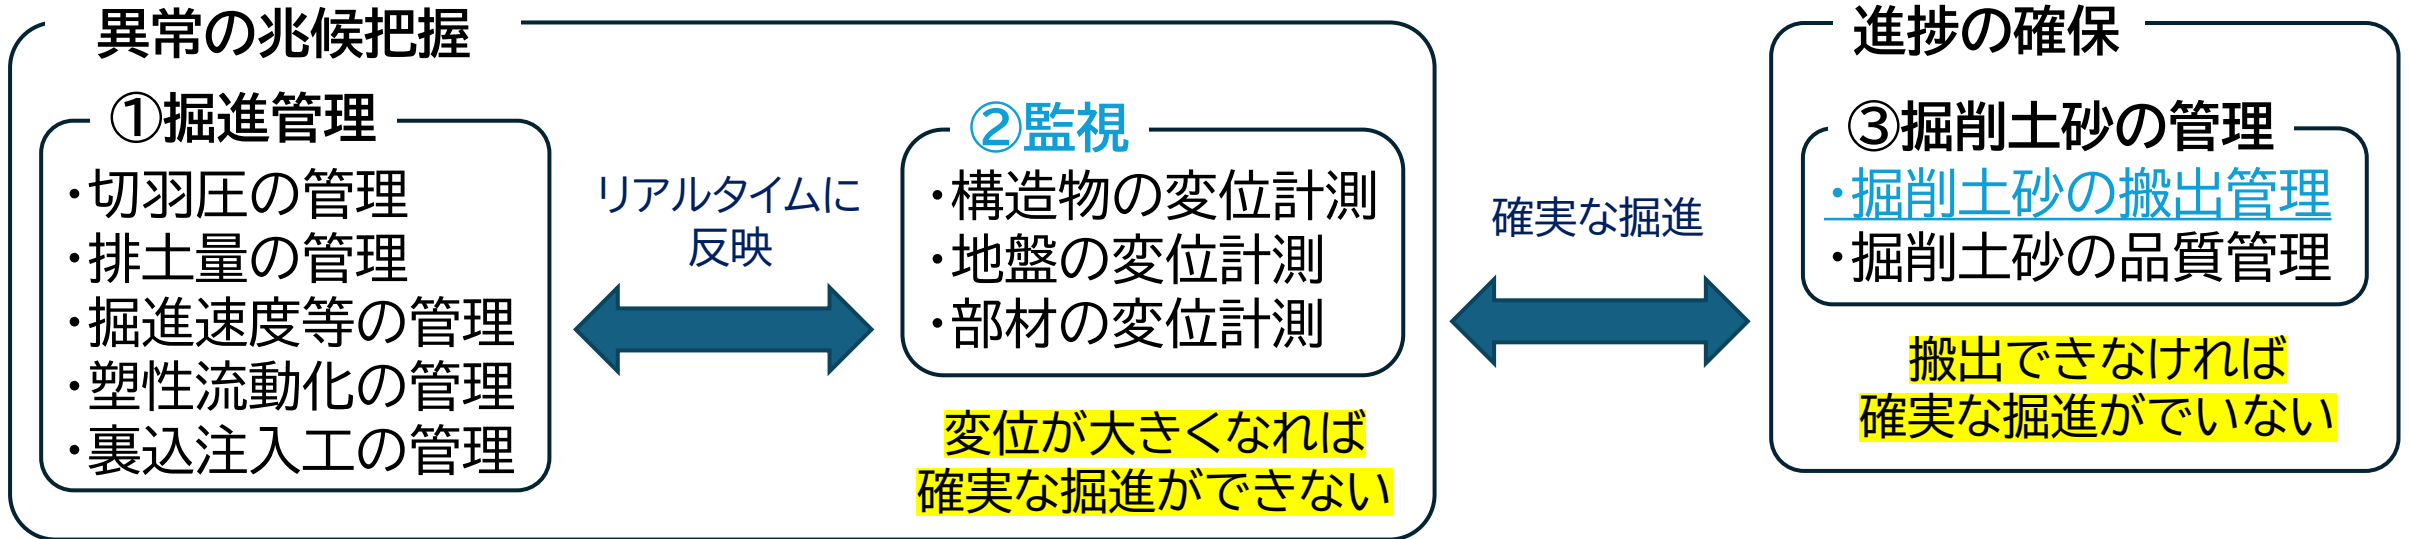 異常の兆候把握
①掘進管理
・切羽圧の管理
・排土量の管理
・掘進速度等の管理
・塑性流動化の管理
・裏込注入工の管理
リアルタイムに
反映
②監視
・構造物の変位計測
・地盤の変位計測
・部材の変位計測
変位が大きくなれば
確実な掘進ができない
確実な掘進
進捗の確保
③掘削土砂の管理
・掘削土砂の搬出管理
・掘削土砂の品質管理
搬出できなければ
確実な掘進がでいない